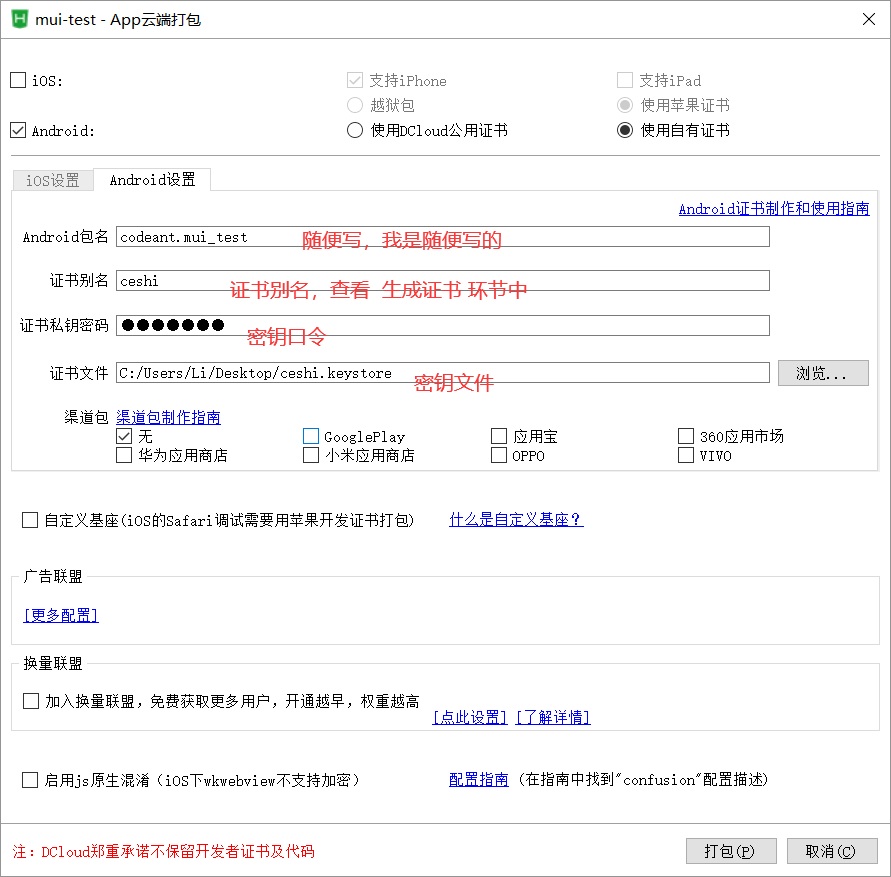 mui-test - App云端打包
iOS: 支持iPhone 支持iPad
越狱包 使用苹果证书
Android: 使用DCloud公用证书 使用自有证书
iOS设置 Android设置
Android证书制作和使用指南
Android包名 codeant.mui_test 随便写，我是随便写的
证书别名 ceshi 证书别名，查看 生成证书 环节中
证书私钥密码 ●●●●●●● 密钥口令
证书文件 C:/Users/Li/Desktop/ceshi.keystore 密钥文件 浏览...
渠道包 渠道包制作指南
无 GooglePlay 应用宝 360应用市场
华为应用商店 小米应用商店 OPPO VIVO
自定义基座(iOS的Safari调试需要用苹果开发证书打包) 什么是自定义基座？
广告联盟
[更多配置]
换量联盟
加入换量联盟，免费获取更多用户，开通越早，权重越高 [点此设置] [了解详情]
启用js原生混淆（iOS下wkwebview不支持加密） 配置指南 (在指南中找到"confusion"配置描述)
注：DCloud郑重承诺不保留开发者证书及代码 打包(P) 取消(C)